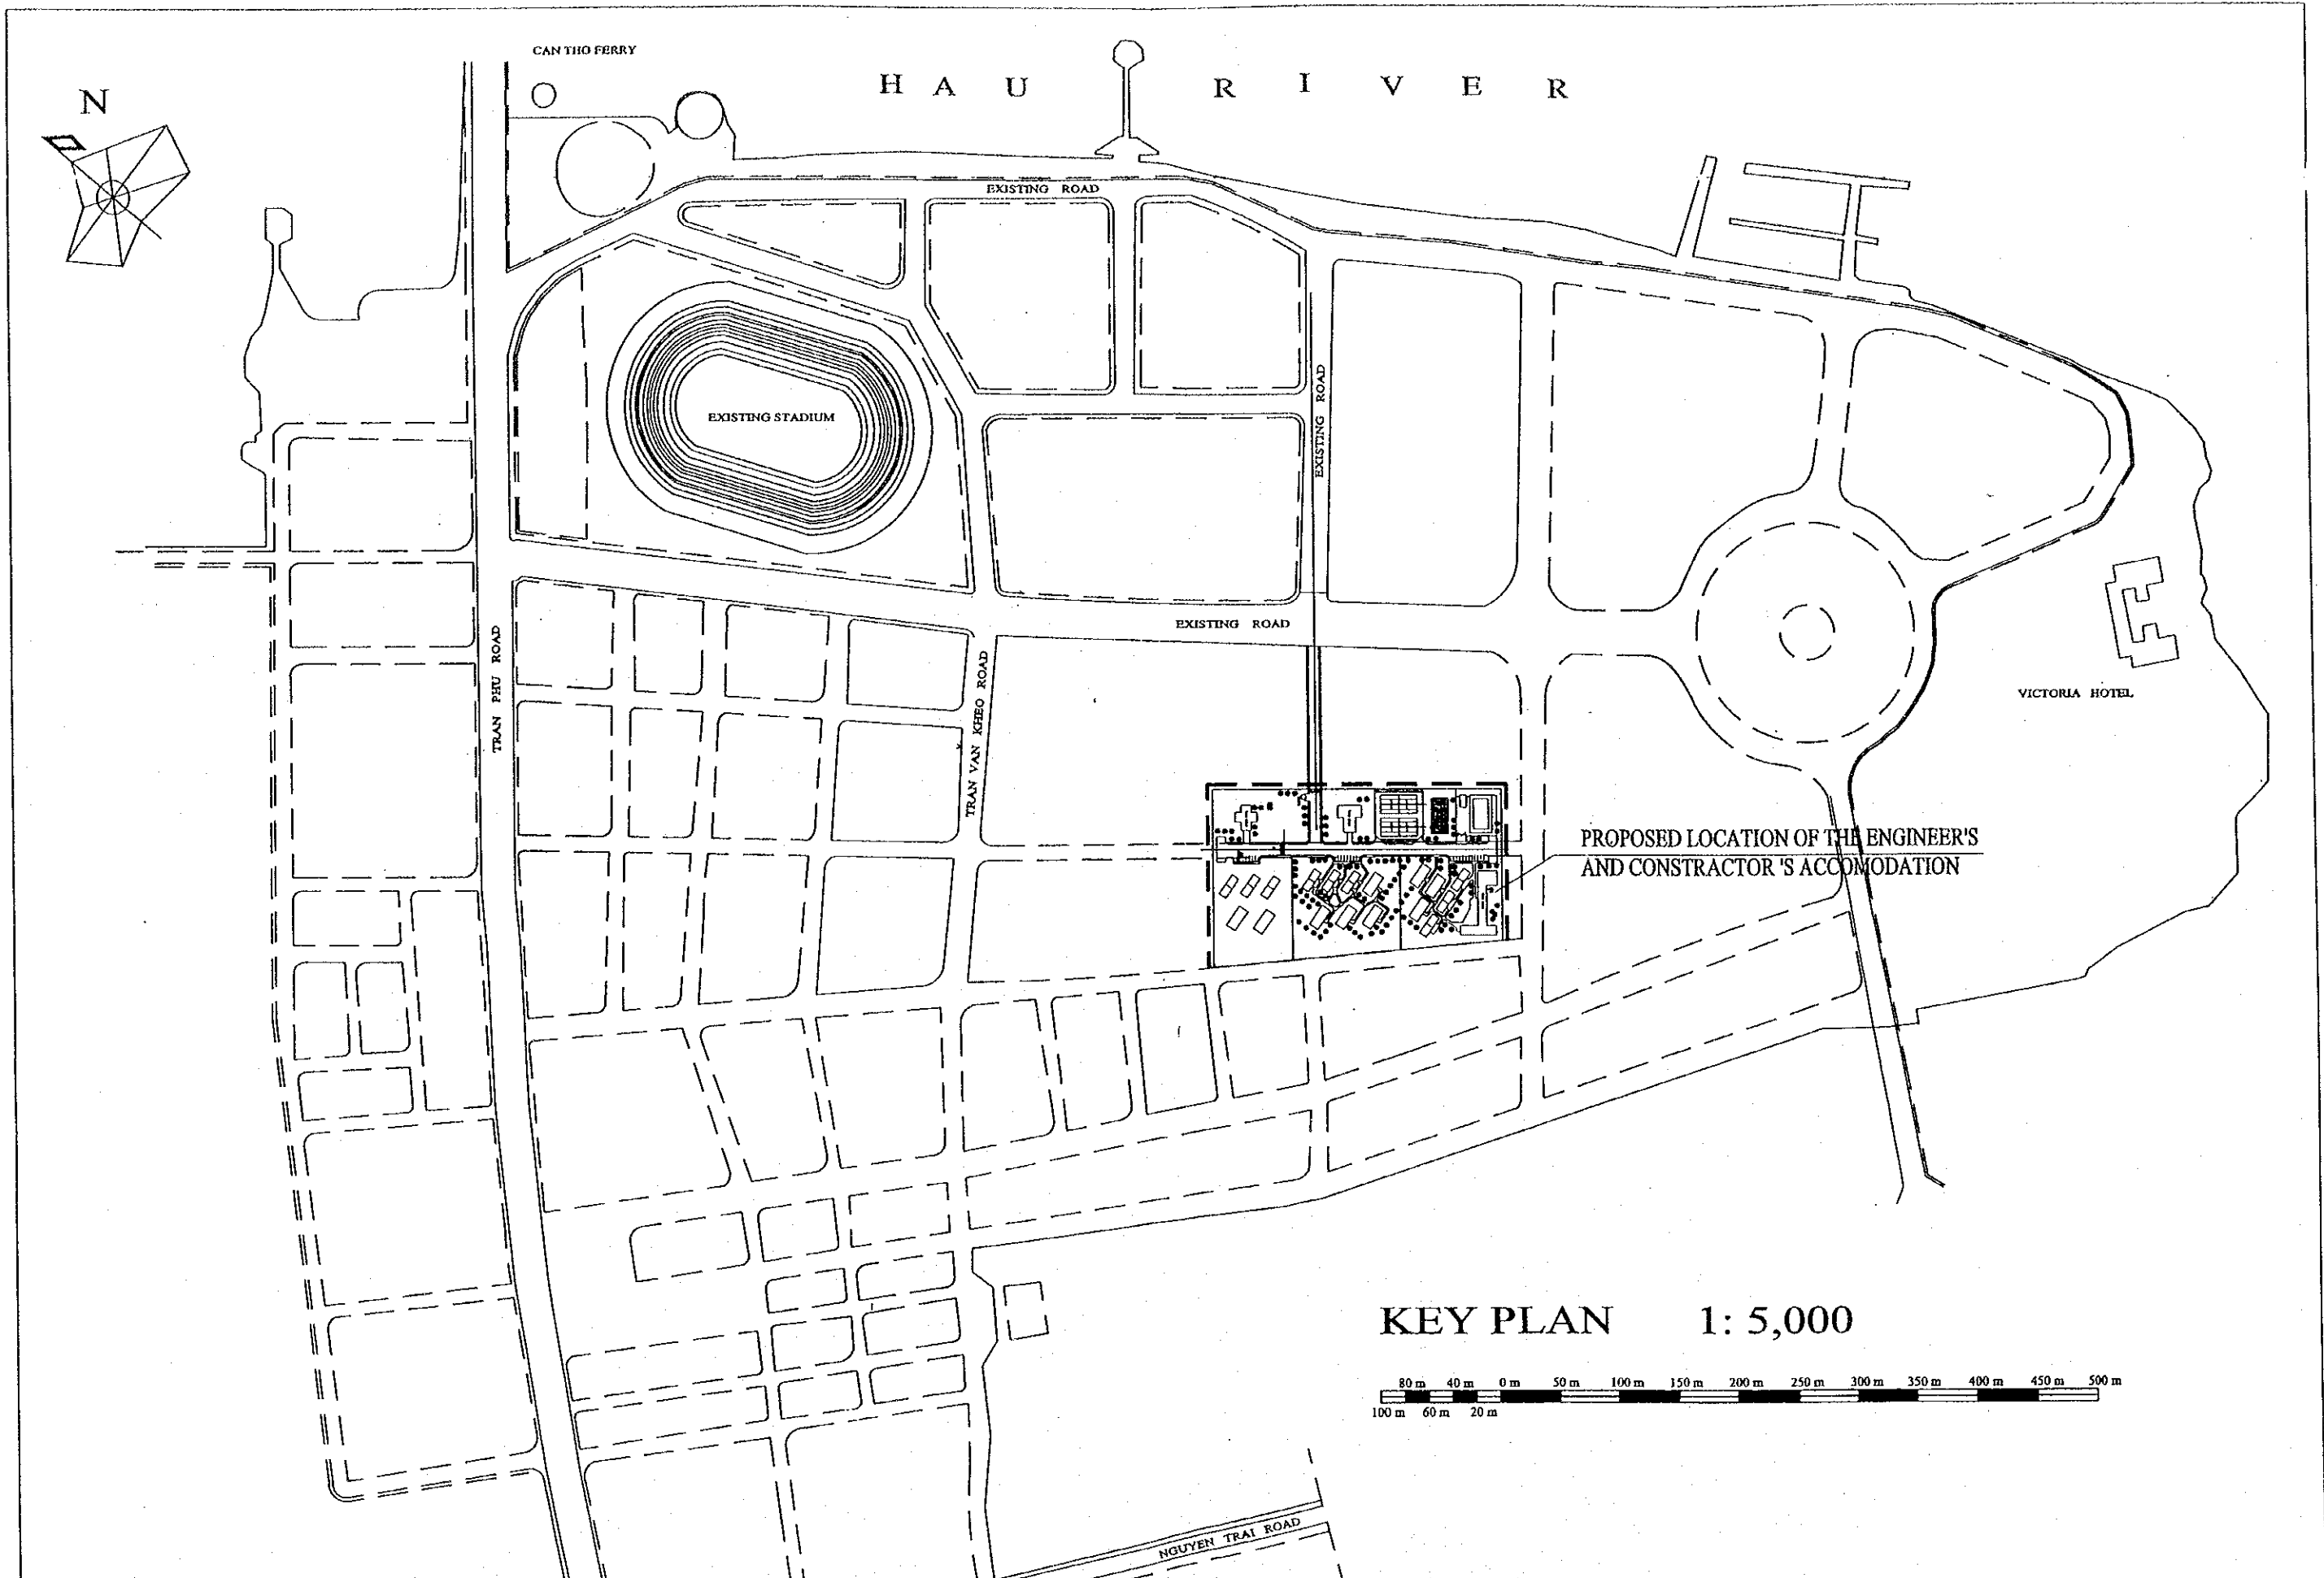 CAN THO FERRY
N
HAU RIVER
EXISTING ROAD
EXISTING ROAD
EXISTING STADIUM
EXISTING ROAD
TRAN PHU ROAD
TRAN VAN KHEO ROAD
VICTORIA HOTEL
PROPOSED LOCATION OF THE ENGINEER'S
AND CONSTRACTOR 'S ACCOMODATION
KEY PLAN 1: 5,000
80 m 40 m 0 m 50 m 100 m 150 m 200 m 250 m 300 m 350 m 400 m 450 m 500 m
100 m 60 m 20 m
NGUYEN TRAI ROAD